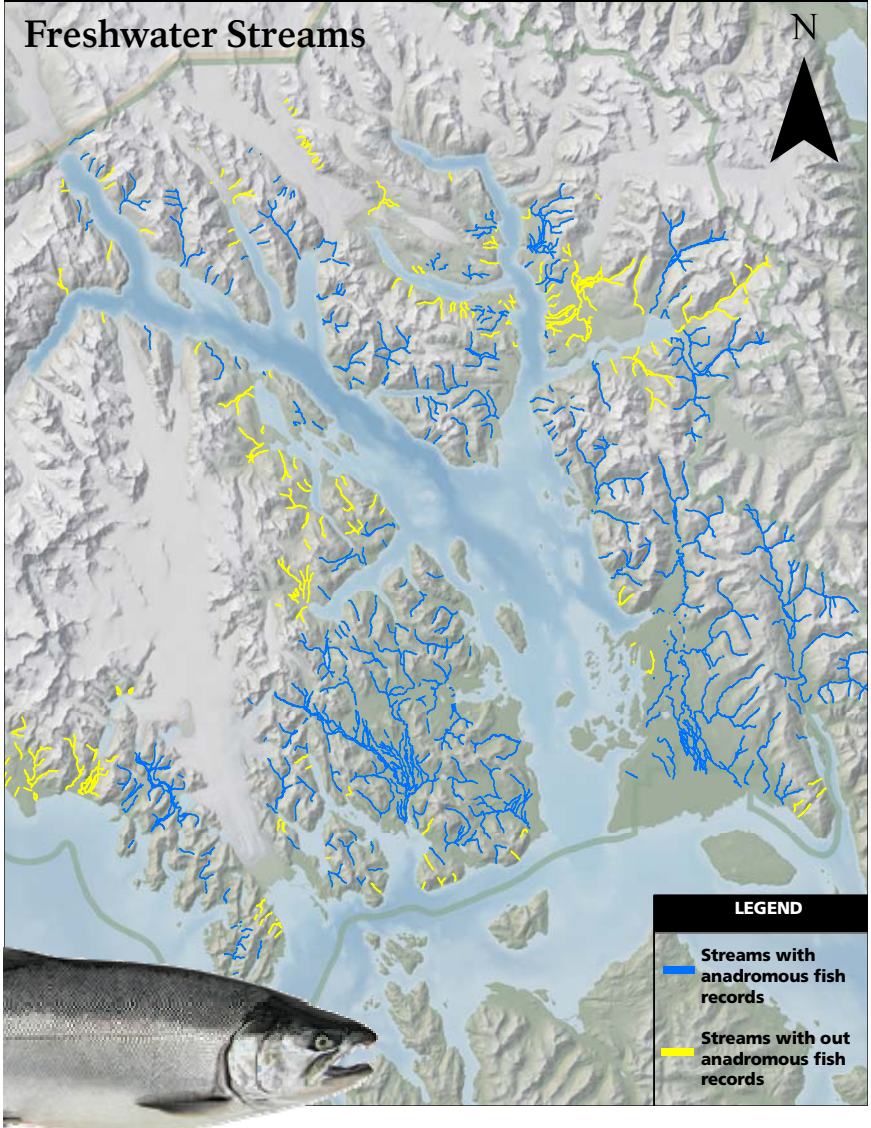 Freshwater Streams
N
LEGEND
Streams with
anadromous fish
records
Streams with out
anadromous fish
records